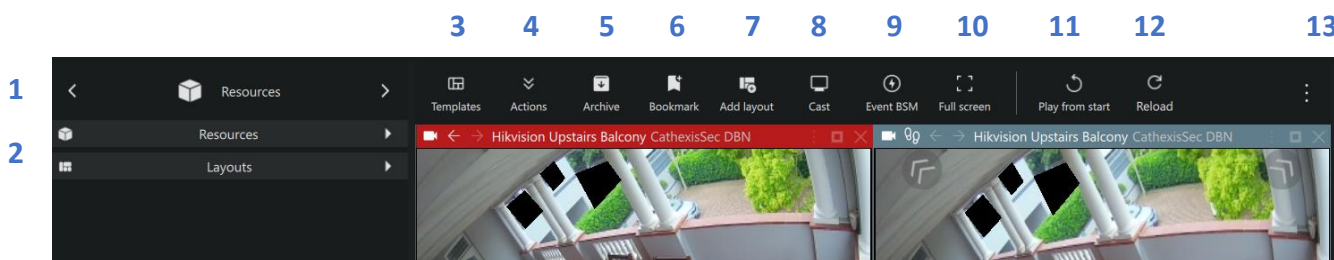 3 4 5 6 7 8 9 10 11 12 13
1 Resources
Templates Actions Archive Bookmark Add layout Cast Event BSM Full screen Play from start Reload
2 Resources
Hikvision Upstairs Balcony CathexisSec DBN
Hikvision Upstairs Balcony CathexisSec DBN
Layouts